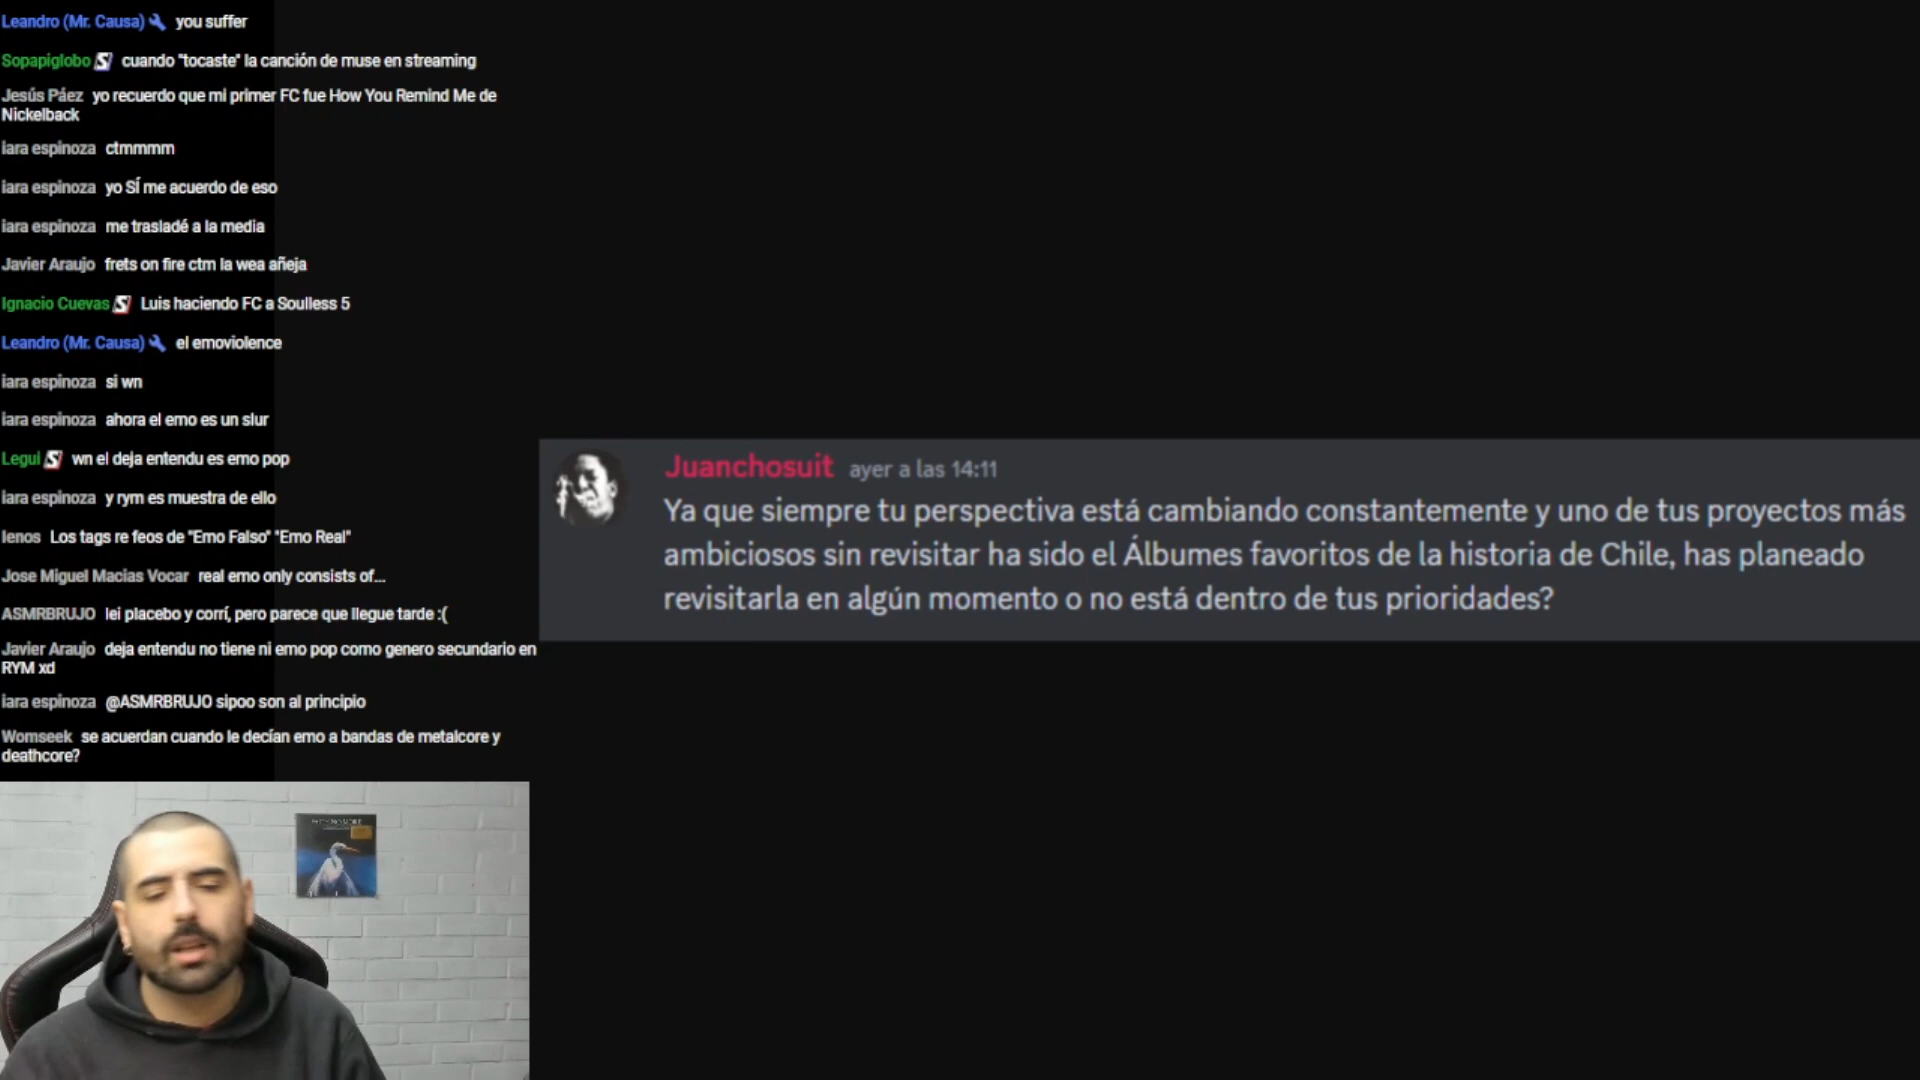 Leandro (Mr. Causa) you suffer
Sopapiglobo cuando "tocaste" la canción de muse en streaming
Jesús Páez yo recuerdo que mi primer FC fue How You Remind Me de
Nickelback
iara espinoza ctmmmm
iara espinoza yo SÍ me acuerdo de eso
iara espinoza me trasladé a la media
Javier Araujo frets on fire ctm la wea añeja
Ignacio Cuevas Luis haciendo FC a Soulless 5
Leandro (Mr. Causa) el emoviolence
iara espinoza si wn
iara espinoza ahora el emo es un slur
Legui wn el deja entendu es emo pop
iara espinoza y rym es muestra de ello
lenos Los tags re feos de "Emo Falso" "Emo Real"
Jose Miguel Macias Vocar real emo only consists of...
ASMRBRUJO lei placebo y corrí, pero parece que llegue tarde :(
Javier Araujo deja entendu no tiene ni emo pop como genero secundario en
RYM xd
iara espinoza @ASMRBRUJO sipoo son al principio
Womseek se acuerdan cuando le decían emo a bandas de metalcore y
deathcore?
Juanchosuit ayer a las 14:11
Ya que siempre tu perspectiva está cambiando constantemente y uno de tus proyectos más
ambiciosos sin revisitar ha sido el Álbumes favoritos de la historia de Chile, has planeado
revisitarla en algún momento o no está dentro de tus prioridades?
FAITH NO MORE